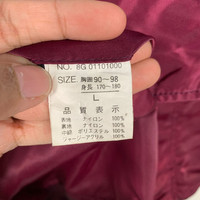 NO. 8G 01101000
SIZE 胸囲 90～98
身長 170～180
L
品質表示
表地 ナイロン 100%
裏地 ナイロン 100%
中綿 ポリエステル 100%
ジャージーアクリル 100%